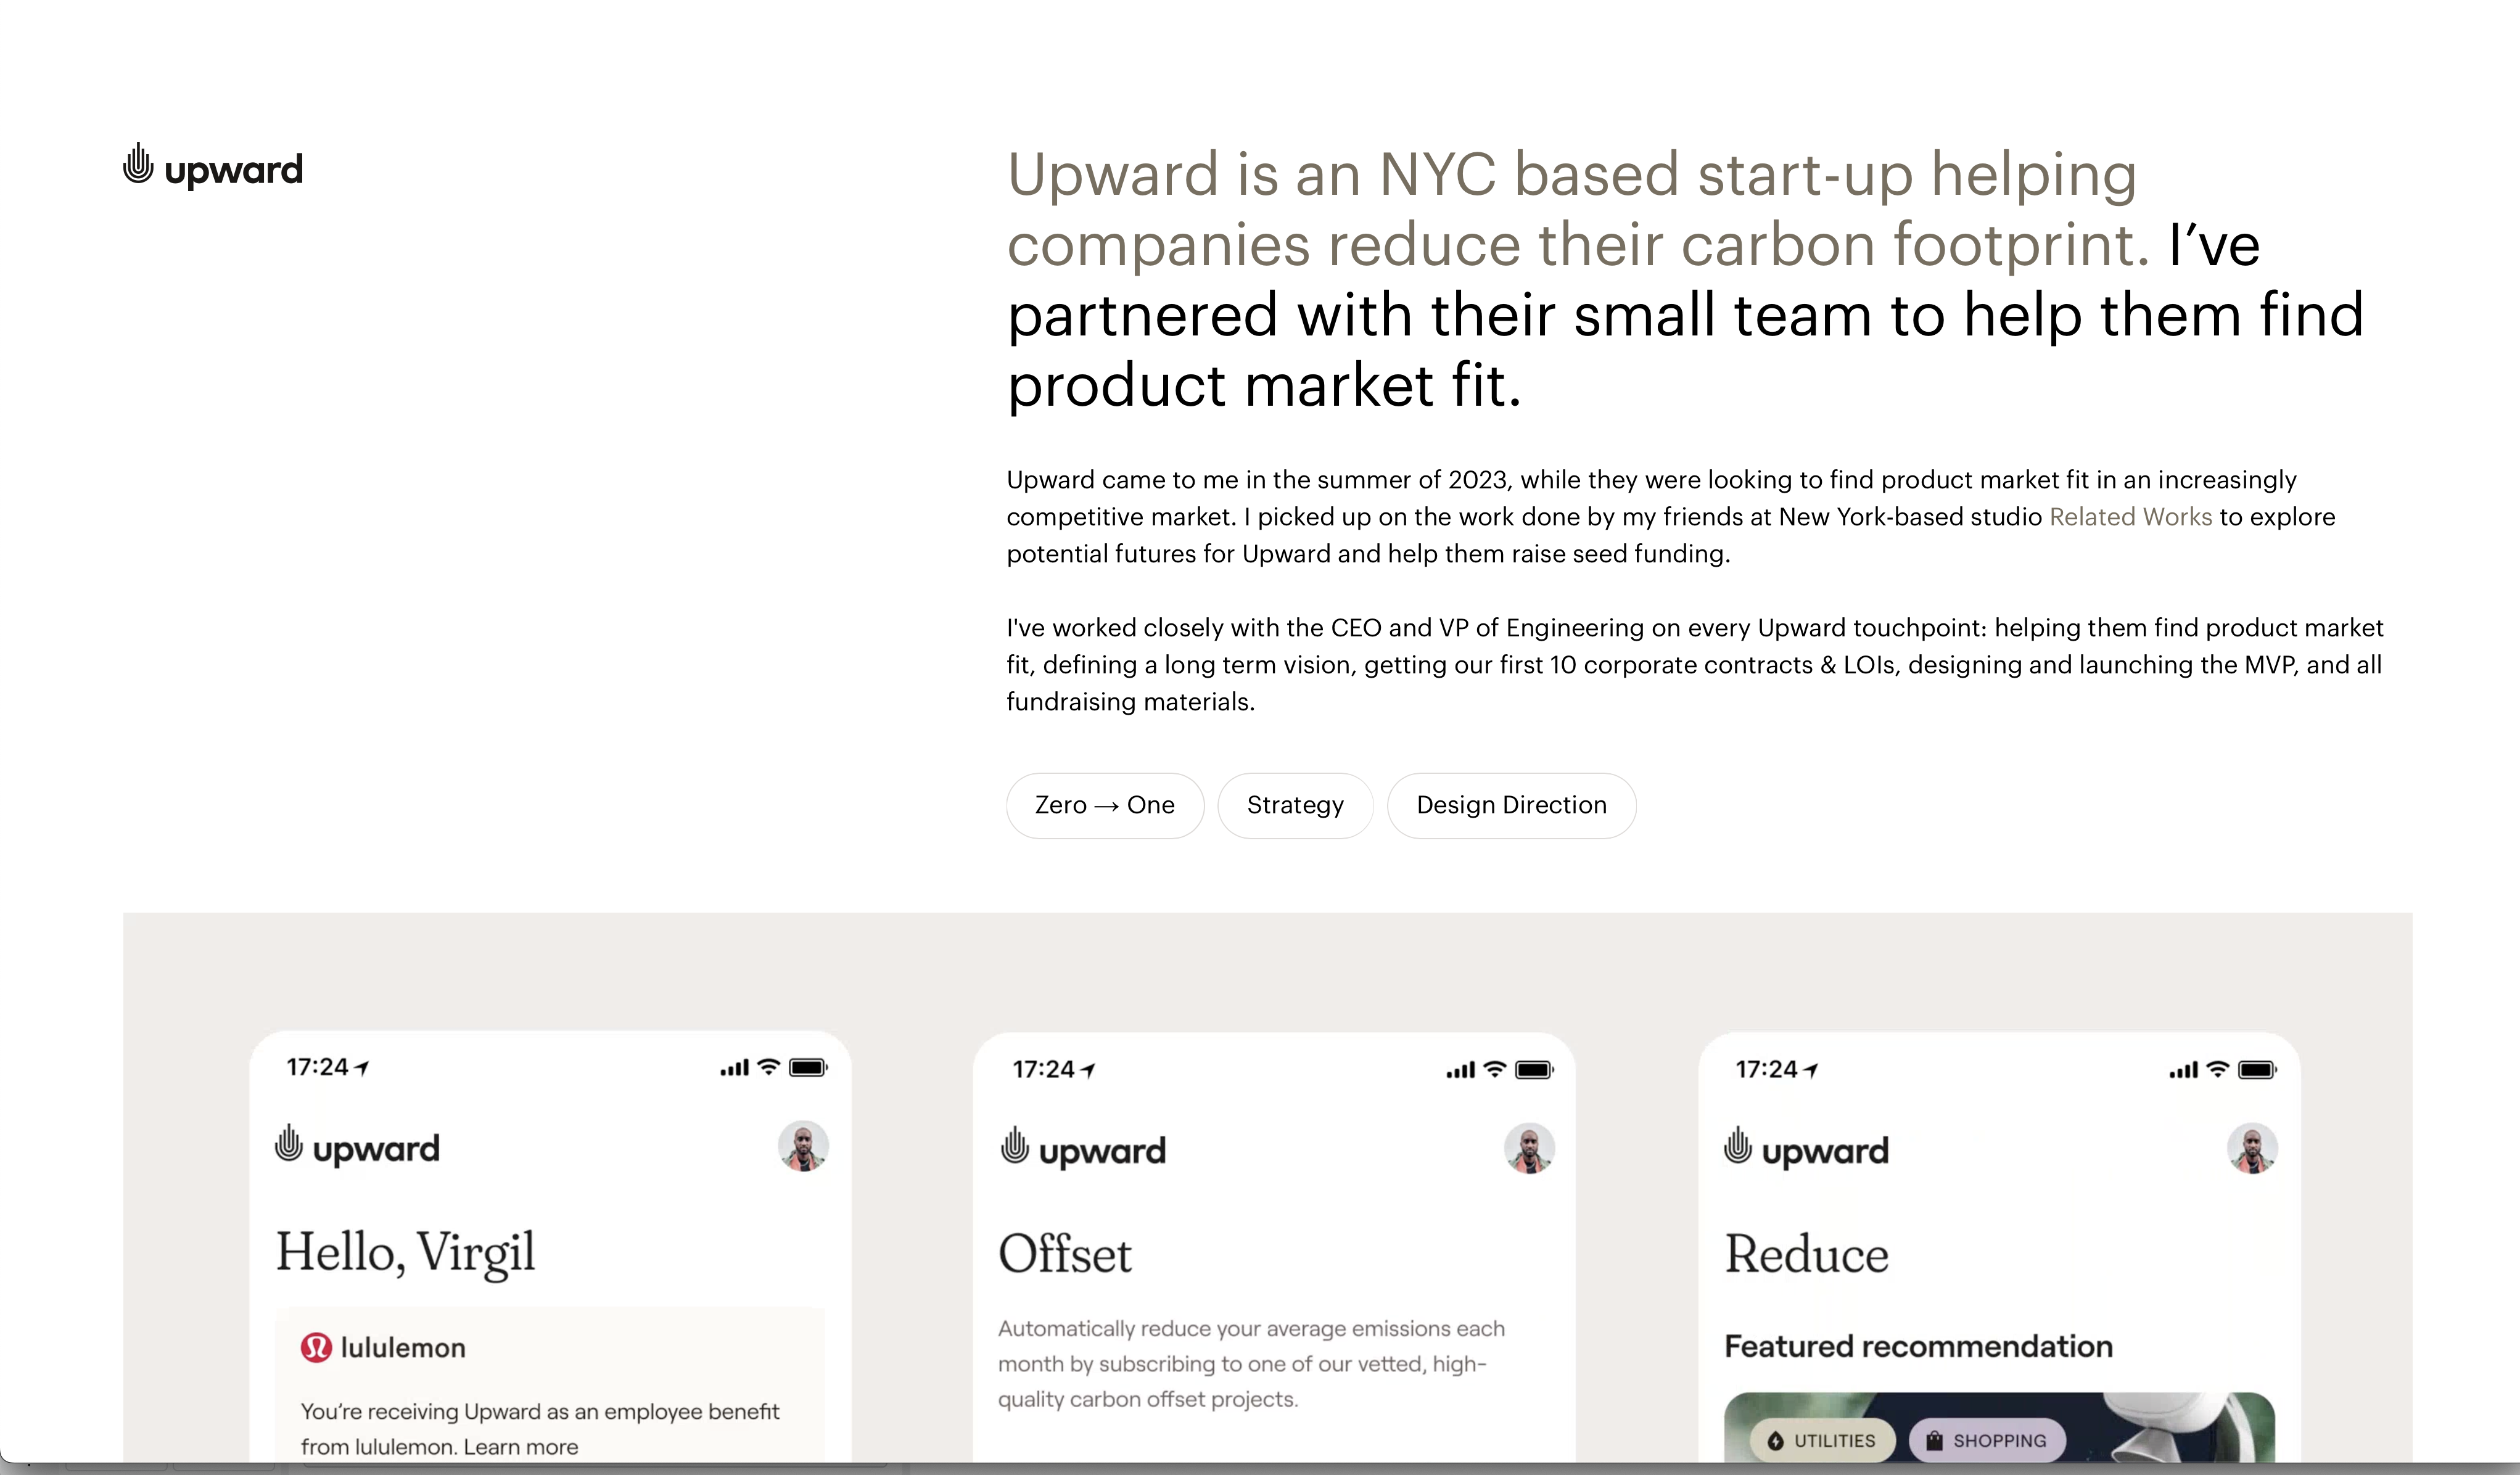 upward
Upward is an NYC based start-up helping
companies reduce their carbon footprint. I’ve
partnered with their small team to help them find
product market fit.
Upward came to me in the summer of 2023, while they were looking to find product market fit in an increasingly
competitive market. I picked up on the work done by my friends at New York-based studio Related Works to explore
potential futures for Upward and help them raise seed funding.
I've worked closely with the CEO and VP of Engineering on every Upward touchpoint: helping them find product market
fit, defining a long term vision, getting our first 10 corporate contracts & LOIs, designing and launching the MVP, and all
fundraising materials.
Zero → One
Strategy
Design Direction
17:24
upward
Hello, Virgil
lululemon
You’re receiving Upward as an employee benefit
from lululemon. Learn more
17:24
upward
Offset
Automatically reduce your average emissions each
month by subscribing to one of our vetted, high-
quality carbon offset projects.
17:24
upward
Reduce
Featured recommendation
UTILITIES
SHOPPING